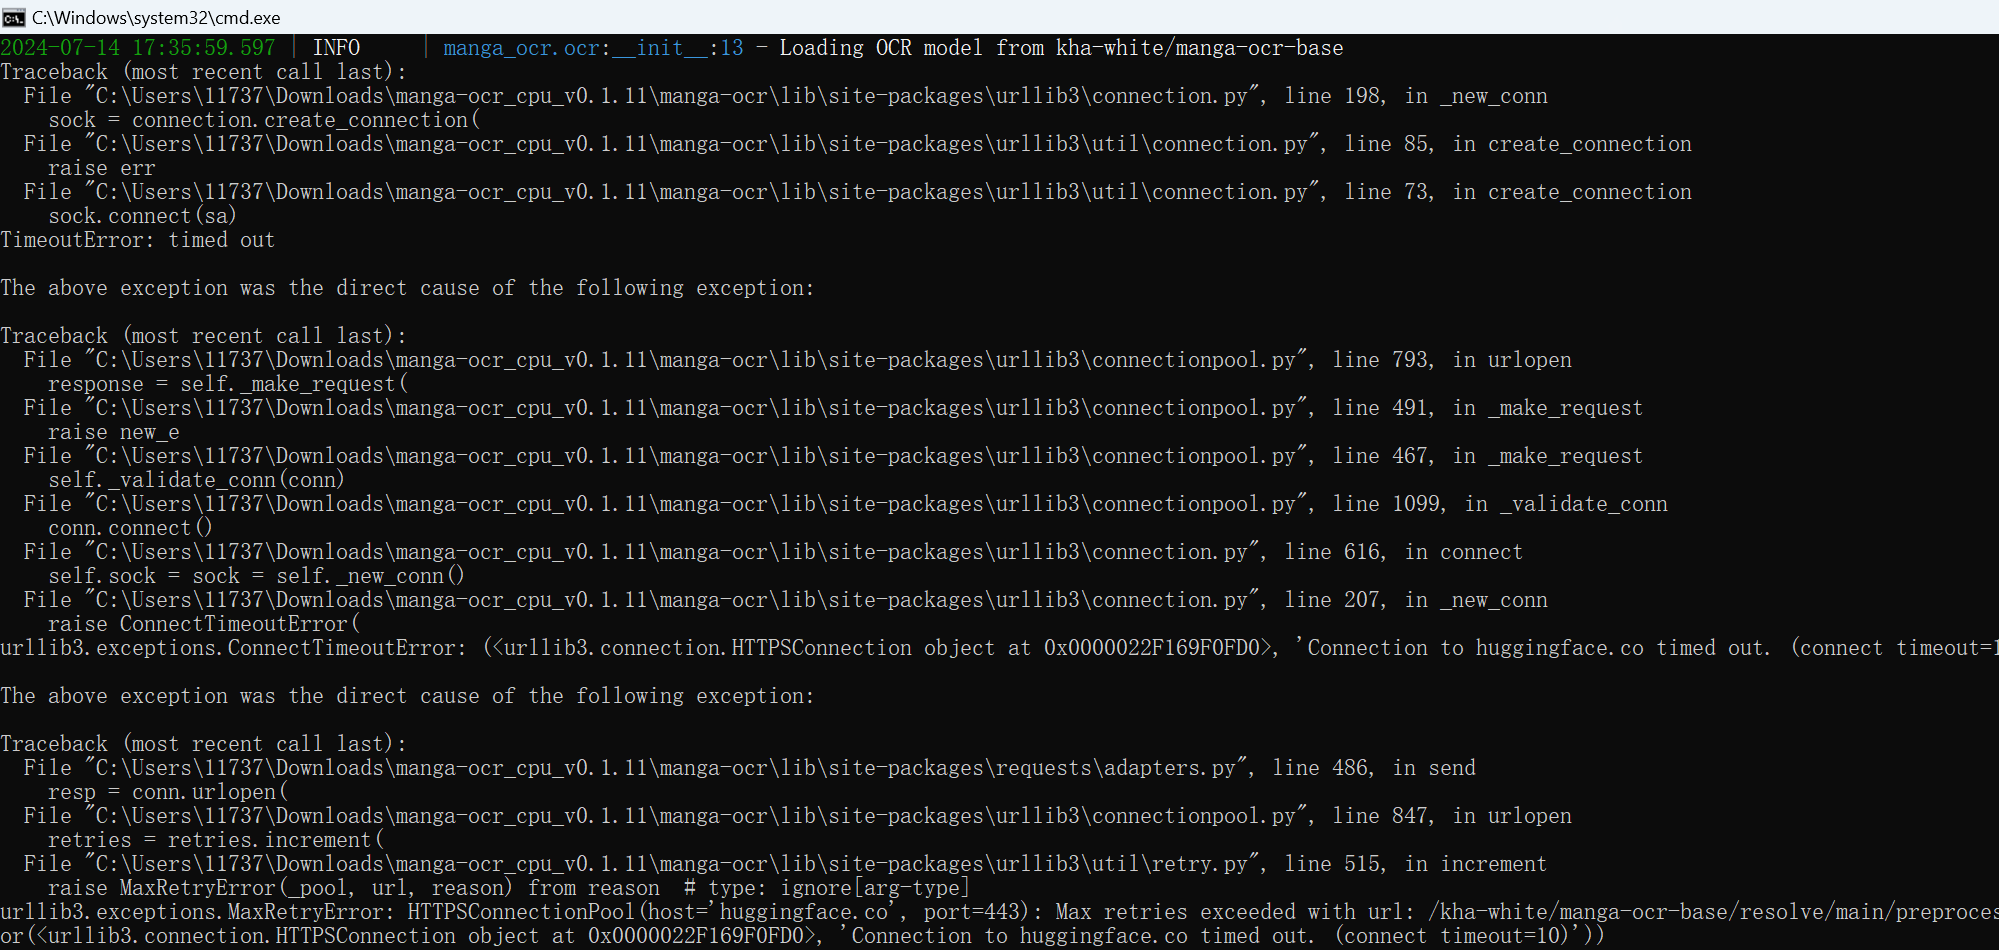 C:\Windows\system32\cmd.exe
2024-07-14 17:35:59.597 | INFO     | manga_ocr.ocr:__init__:13 - Loading OCR model from kha-white/manga-ocr-base
Traceback (most recent call last):
  File "C:\Users\11737\Downloads\manga-ocr_cpu_v0.1.11\manga-ocr\lib\site-packages\urllib3\connection.py", line 198, in _new_conn
    sock = connection.create_connection(
  File "C:\Users\11737\Downloads\manga-ocr_cpu_v0.1.11\manga-ocr\lib\site-packages\urllib3\util\connection.py", line 85, in create_connection
    raise err
  File "C:\Users\11737\Downloads\manga-ocr_cpu_v0.1.11\manga-ocr\lib\site-packages\urllib3\util\connection.py", line 73, in create_connection
    sock.connect(sa)
TimeoutError: timed out

The above exception was the direct cause of the following exception:

Traceback (most recent call last):
  File "C:\Users\11737\Downloads\manga-ocr_cpu_v0.1.11\manga-ocr\lib\site-packages\urllib3\connectionpool.py", line 793, in urlopen
    response = self._make_request(
  File "C:\Users\11737\Downloads\manga-ocr_cpu_v0.1.11\manga-ocr\lib\site-packages\urllib3\connectionpool.py", line 491, in _make_request
    raise new_e
  File "C:\Users\11737\Downloads\manga-ocr_cpu_v0.1.11\manga-ocr\lib\site-packages\urllib3\connectionpool.py", line 467, in _make_request
    self._validate_conn(conn)
  File "C:\Users\11737\Downloads\manga-ocr_cpu_v0.1.11\manga-ocr\lib\site-packages\urllib3\connectionpool.py", line 1099, in _validate_conn
    conn.connect()
  File "C:\Users\11737\Downloads\manga-ocr_cpu_v0.1.11\manga-ocr\lib\site-packages\urllib3\connection.py", line 616, in connect
    self.sock = sock = self._new_conn()
  File "C:\Users\11737\Downloads\manga-ocr_cpu_v0.1.11\manga-ocr\lib\site-packages\urllib3\connection.py", line 207, in _new_conn
    raise ConnectTimeoutError(
urllib3.exceptions.ConnectTimeoutError: (<urllib3.connection.HTTPSConnection object at 0x0000022F169F0FD0>, 'Connection to huggingface.co timed out. (connect timeout=1

The above exception was the direct cause of the following exception:

Traceback (most recent call last):
  File "C:\Users\11737\Downloads\manga-ocr_cpu_v0.1.11\manga-ocr\lib\site-packages\requests\adapters.py", line 486, in send
    resp = conn.urlopen(
  File "C:\Users\11737\Downloads\manga-ocr_cpu_v0.1.11\manga-ocr\lib\site-packages\urllib3\connectionpool.py", line 847, in urlopen
    retries = retries.increment(
  File "C:\Users\11737\Downloads\manga-ocr_cpu_v0.1.11\manga-ocr\lib\site-packages\urllib3\util\retry.py", line 515, in increment
    raise MaxRetryError(_pool, url, reason) from reason  # type: ignore[arg-type]
urllib3.exceptions.MaxRetryError: HTTPSConnectionPool(host='huggingface.co', port=443): Max retries exceeded with url: /kha-white/manga-ocr-base/resolve/main/preproces
or(<urllib3.connection.HTTPSConnection object at 0x0000022F169F0FD0>, 'Connection to huggingface.co timed out. (connect timeout=10)'))